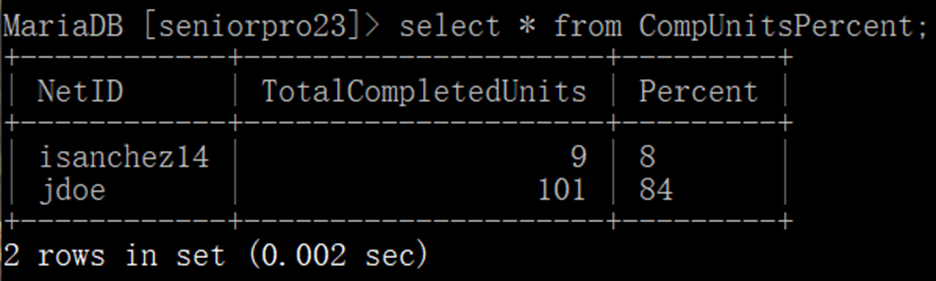 MariaDB [seniorpro23]> select * from CompUnitsPercent;
+------------+---------------------+---------+
| NetID      | TotalCompletedUnits | Percent |
+------------+---------------------+---------+
| isanchez14 |                   9 | 8       |
| jdoe       |                 101 | 84      |
+------------+---------------------+---------+
2 rows in set (0.002 sec)